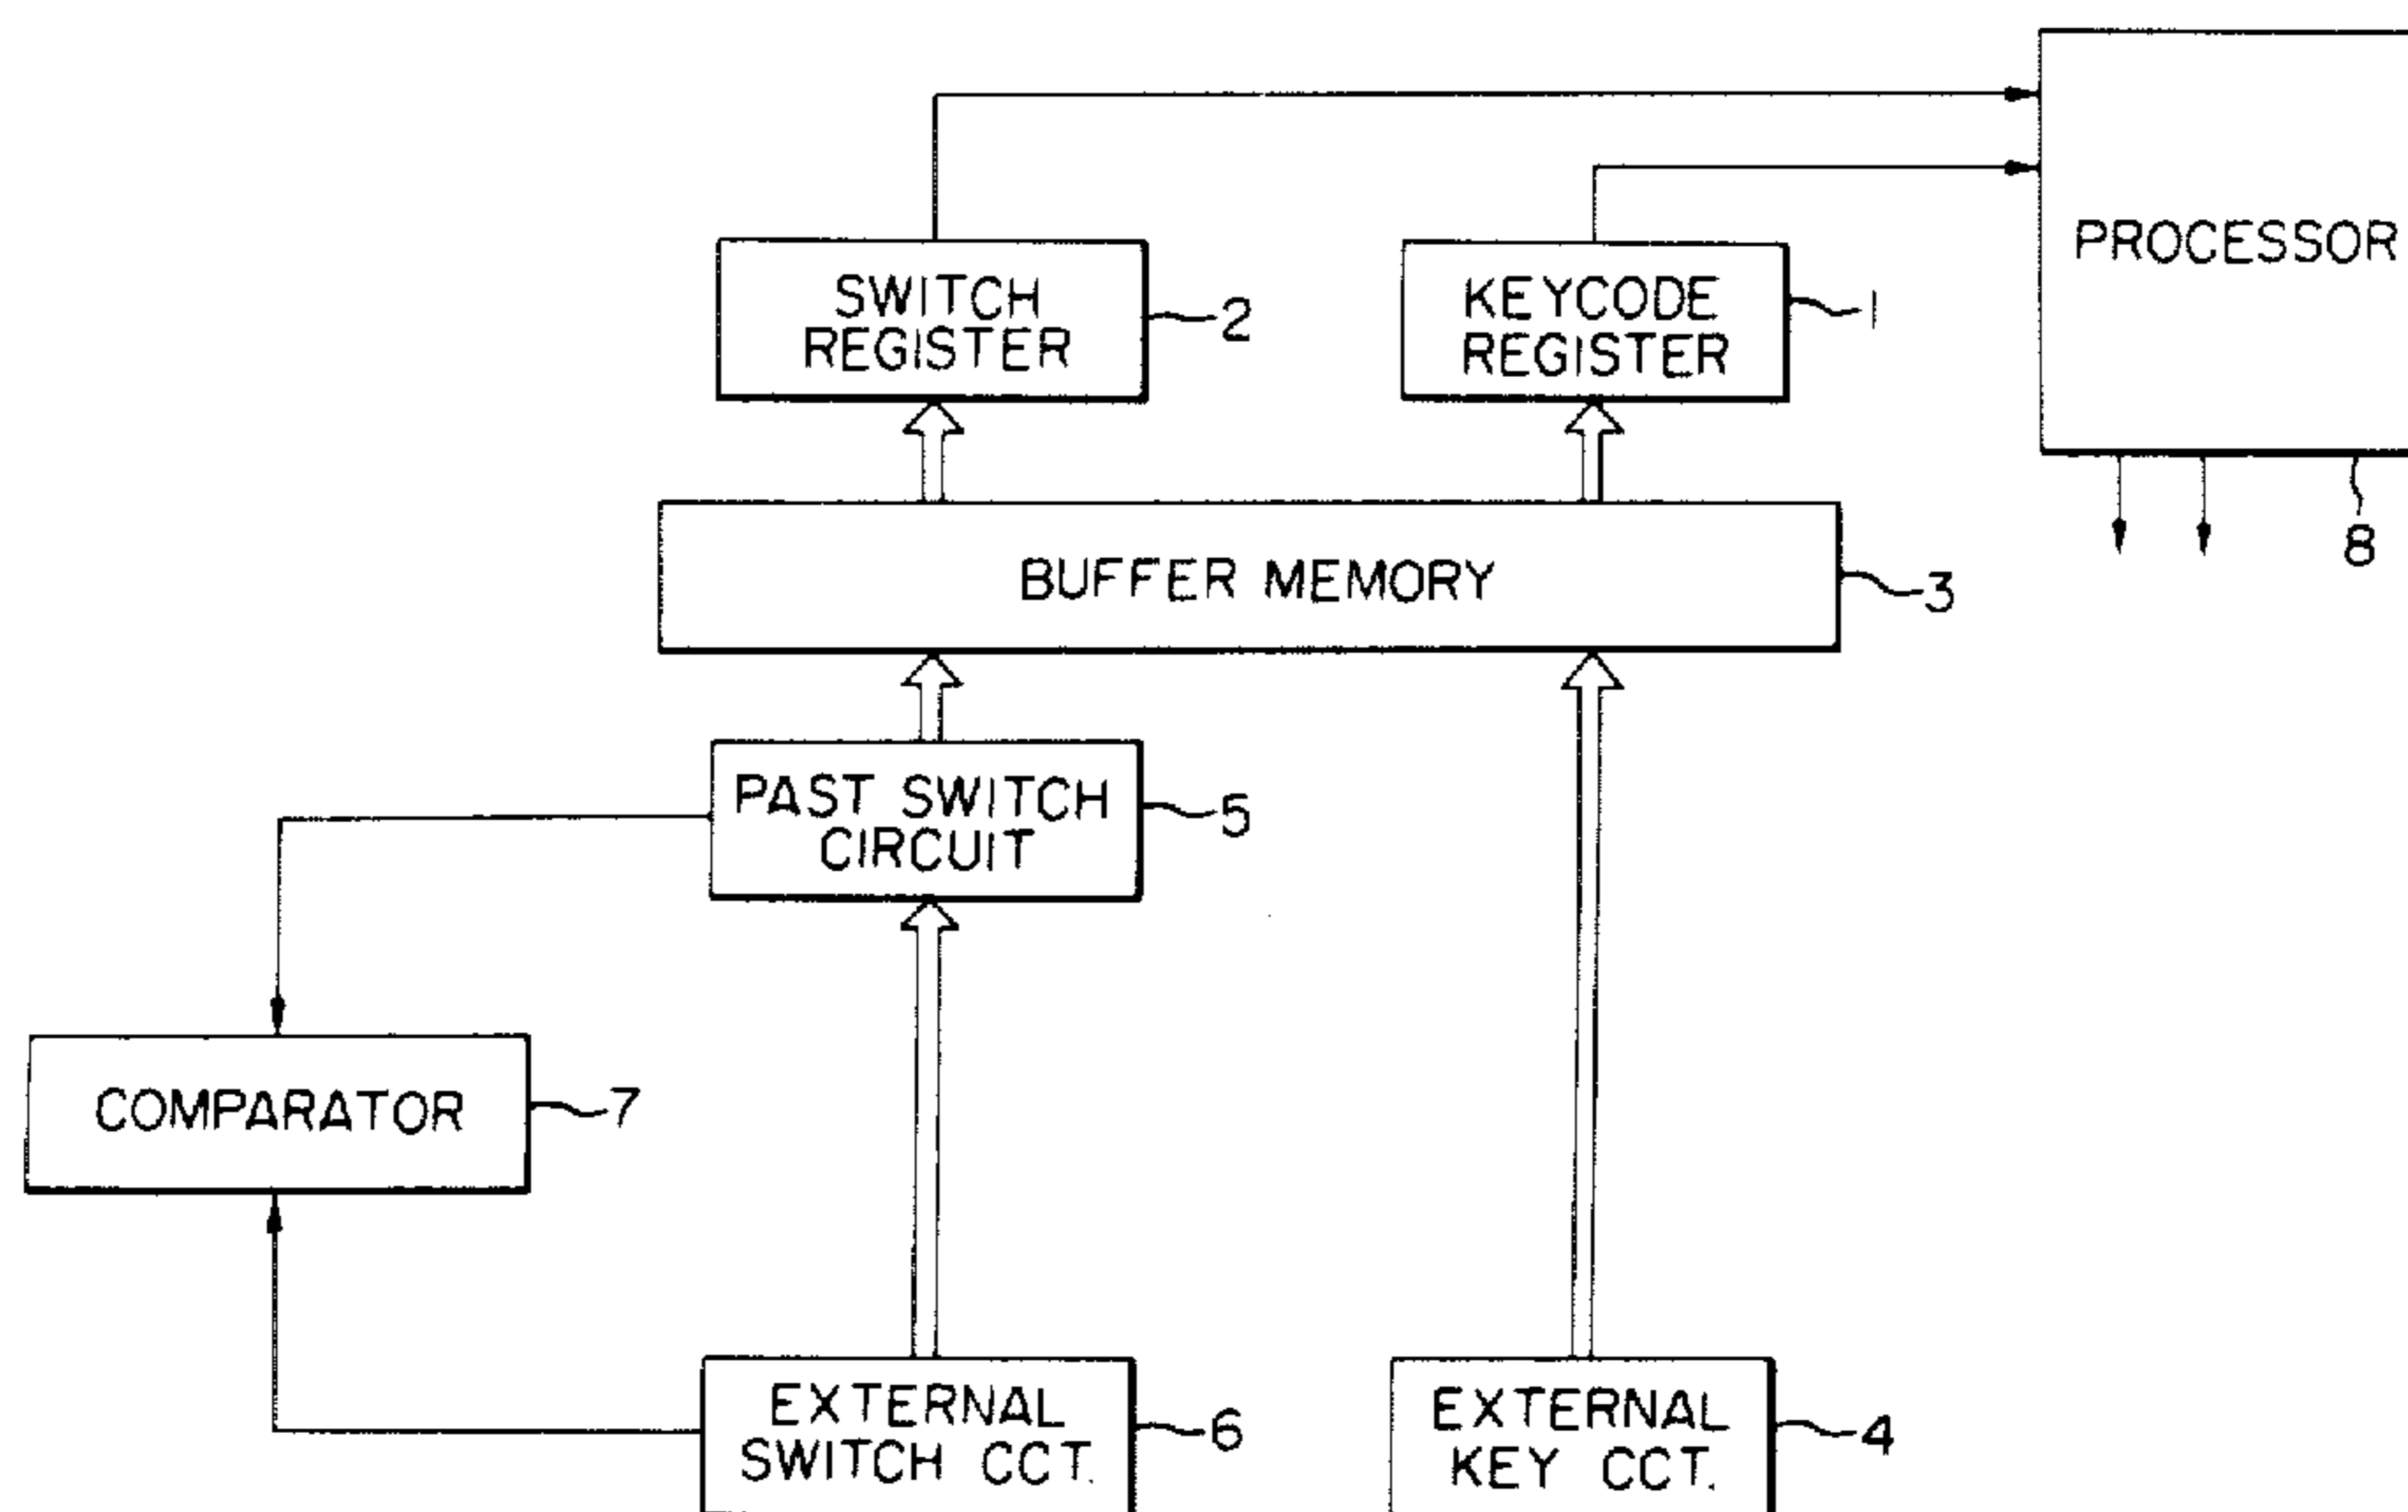 PROCESSOR
8
SWITCH
REGISTER
2
KEYCODE
REGISTER
1
BUFFER MEMORY
3
PAST SWITCH
CIRCUIT
5
COMPARATOR
7
EXTERNAL
SWITCH CCT.
6
EXTERNAL
KEY CCT.
4